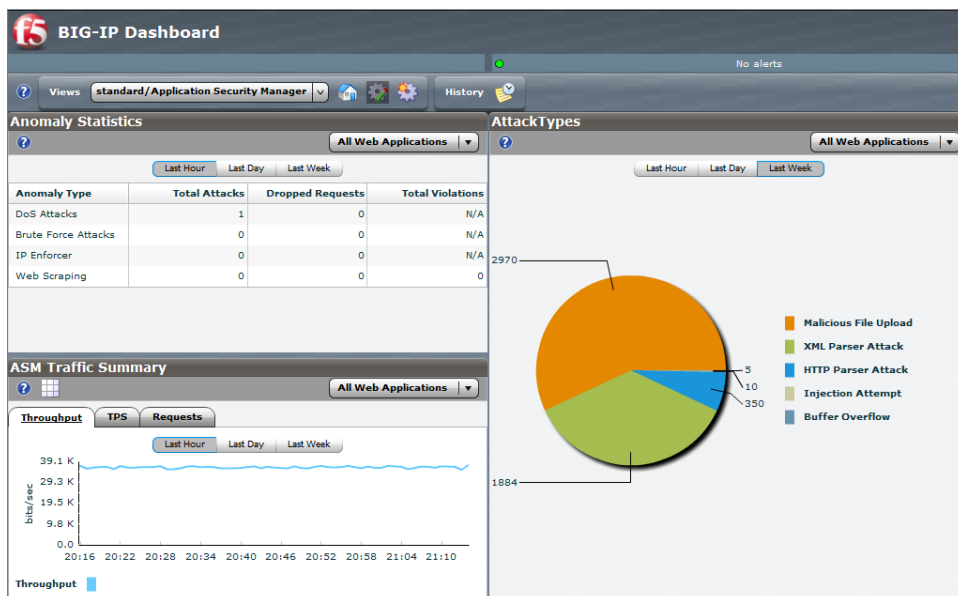 f5 BIG-IP Dashboard
No alerts
? Views standard/Application Security Manager History
Anomaly Statistics
? All Web Applications
Last Hour Last Day Last Week
Anomaly Type Total Attacks Dropped Requests Total Violations
DoS Attacks 1 0 N/A
Brute Force Attacks 0 0 N/A
IP Enforcer 0 0 N/A
Web Scraping 0 0 0
ASM Traffic Summary
? All Web Applications
Throughput TPS Requests
Last Hour Last Day Last Week
39.1 K
29.3 K
19.5 K
9.8 K
0.0
bits/sec
20:16 20:22 20:28 20:34 20:40 20:46 20:52 20:58 21:04 21:10
Throughput
AttackTypes
? All Web Applications
Last Hour Last Day Last Week
2970
5
10
350
1884
Malicious File Upload
XML Parser Attack
HTTP Parser Attack
Injection Attempt
Buffer Overflow